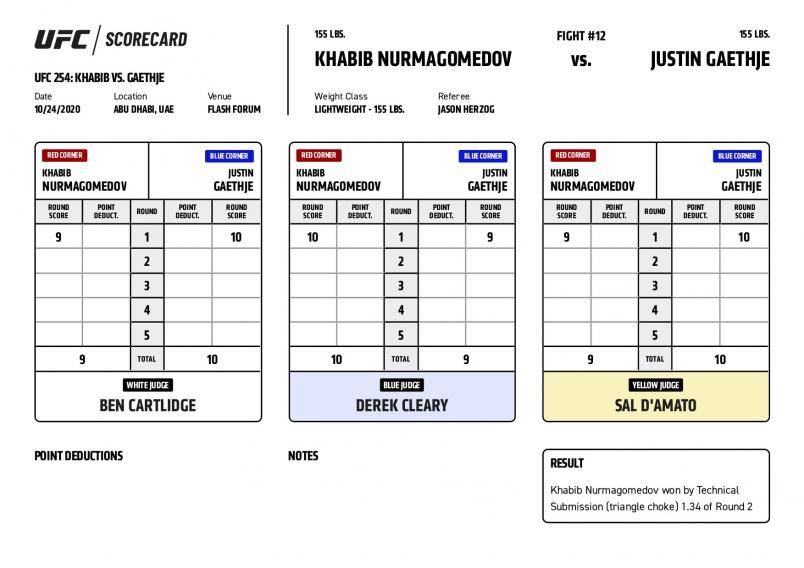 UFC SCORECARD
UFC 254: KHABIB VS. GAETHJE
Date Location Venue
10/24/2020 ABU DHABI, UAE FLASH FORUM
155 LBS. FIGHT #12 155 LBS.
KHABIB NURMAGOMEDOV VS. JUSTIN GAETHJE
Weight Class Referee
LIGHTWEIGHT - 155 LBS. JASON HERZOG
RED CORNER BLUE CORNER
KHABIB JUSTIN
NURMAGOMEDOV GAETHJE
ROUND SCORE POINT DEDUCT. ROUND POINT DEDUCT. ROUND SCORE
9 1 10
2
3
4
5
9 TOTAL 10
WHITE JUDGE
BEN CARTLIDGE
RED CORNER BLUE CORNER
KHABIB JUSTIN
NURMAGOMEDOV GAETHJE
ROUND SCORE POINT DEDUCT. ROUND POINT DEDUCT. ROUND SCORE
10 1 9
2
3
4
5
10 TOTAL 9
BLUE JUDGE
DEREK CLEARY
RED CORNER BLUE CORNER
KHABIB JUSTIN
NURMAGOMEDOV GAETHJE
ROUND SCORE POINT DEDUCT. ROUND POINT DEDUCT. ROUND SCORE
9 1 10
2
3
4
5
9 TOTAL 10
YELLOW JUDGE
SAL D'AMATO
POINT DEDUCTIONS
NOTES
RESULT
Khabib Nurmagomedov won by Technical
Submission (triangle choke) 1.34 of Round 2